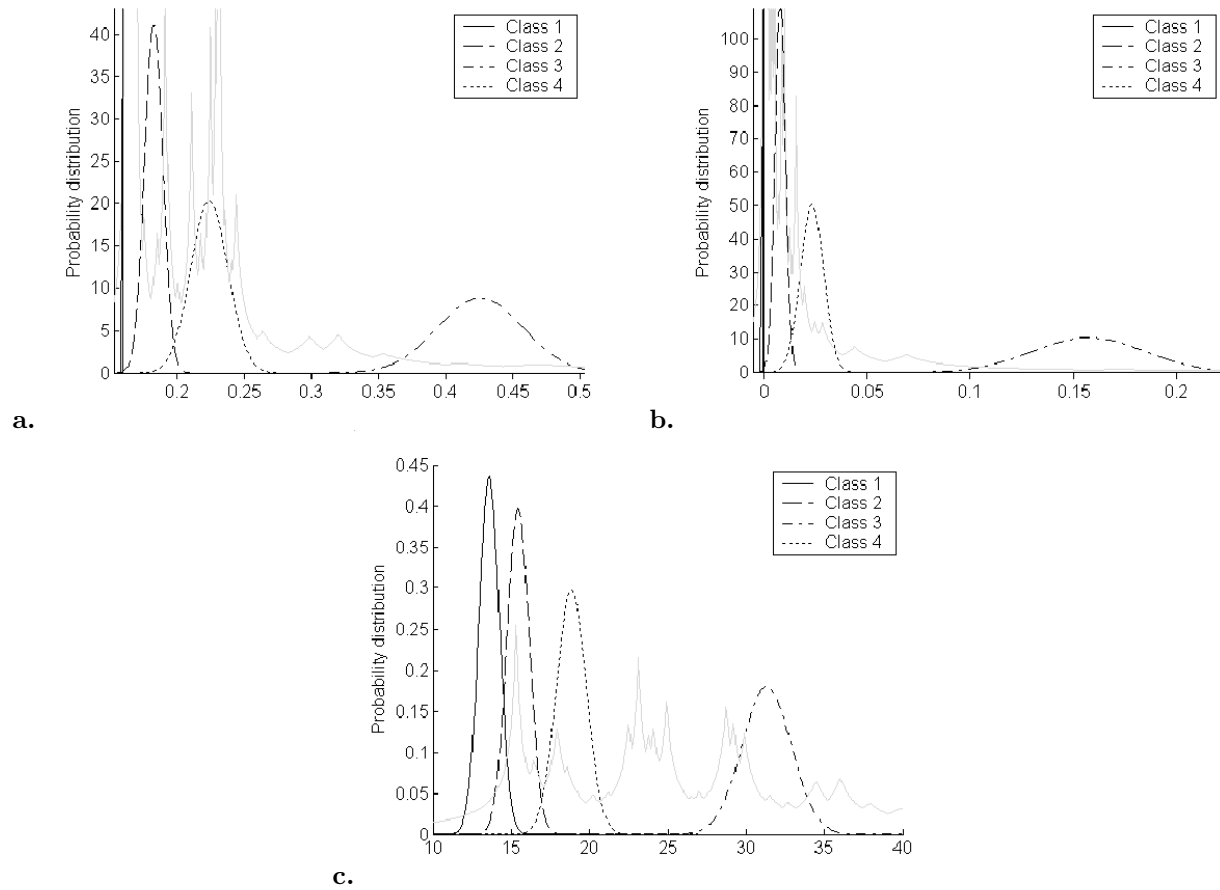 40
35
30
25
20
15
10
5
0
Probability distribution
0.2 0.25 0.3 0.35 0.4 0.45 0.5
Class 1
Class 2
Class 3
Class 4
a.
100
90
80
70
60
50
40
30
20
10
0
Probability distribution
0 0.05 0.1 0.15 0.2
Class 1
Class 2
Class 3
Class 4
b.
0.45
0.4
0.35
0.3
0.25
0.2
0.15
0.1
0.05
0
Probability distribution
10 15 20 25 30 35 40
Class 1
Class 2
Class 3
Class 4
c.